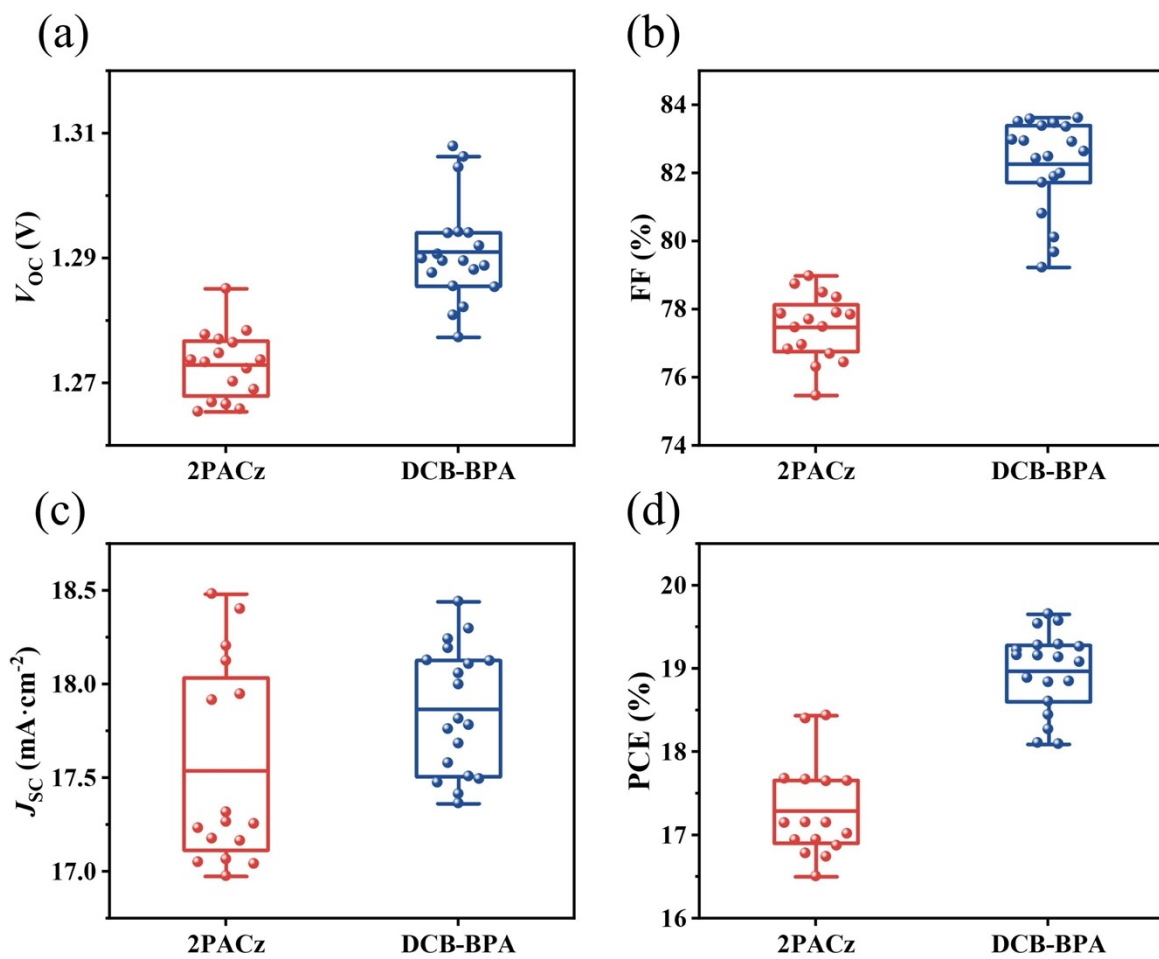 (a)
V_OC (V)
1.31
1.29
1.27
2PACz DCB-BPA
(b)
FF (%)
84
82
80
78
76
74
2PACz DCB-BPA
(c)
J_SC (mA·cm⁻²)
18.5
18.0
17.5
17.0
2PACz DCB-BPA
(d)
PCE (%)
20
19
18
17
16
2PACz DCB-BPA